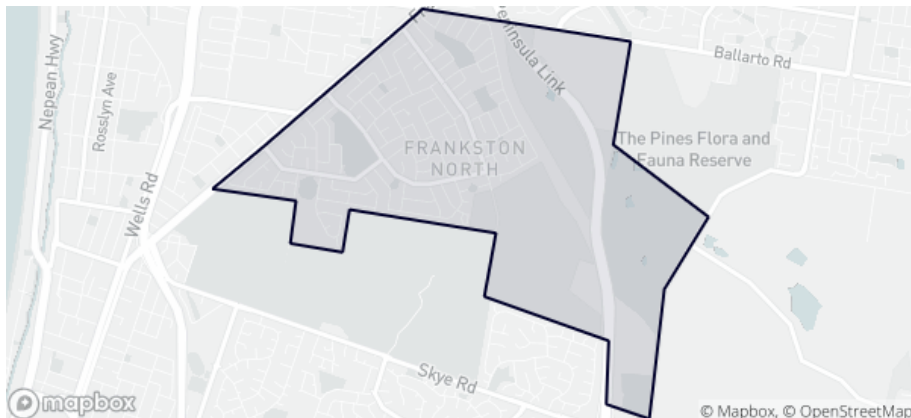 Peninsula Link
Ballarto Rd
Nepean Hwy
Rosslyn Ave
The Pines Flora and
Fauna Reserve
FRANKSTON
NORTH
Wells Rd
Skye Rd
mapbox
© Mapbox, © OpenStreetMap